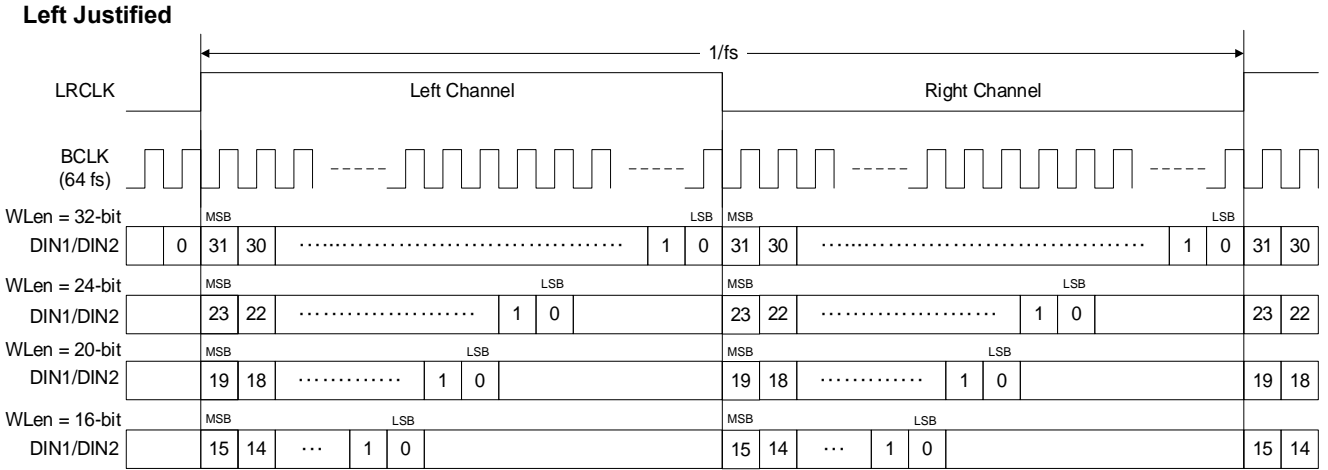 Left Justified
1/fs
LRCLK Left Channel Right Channel
BCLK
(64 fs)
WLen = 32-bit MSB LSB MSB LSB
DIN1/DIN2 0 31 30 ...................................... 1 0 31 30 ...................................... 1 0 31 30
WLen = 24-bit MSB LSB MSB LSB
DIN1/DIN2 23 22 ...................... 1 0 23 22 ...................... 1 0 23 22
WLen = 20-bit MSB LSB MSB LSB
DIN1/DIN2 19 18 ............. 1 0 19 18 ............. 1 0 19 18
WLen = 16-bit MSB LSB MSB LSB
DIN1/DIN2 15 14 ... 1 0 15 14 ... 1 0 15 14